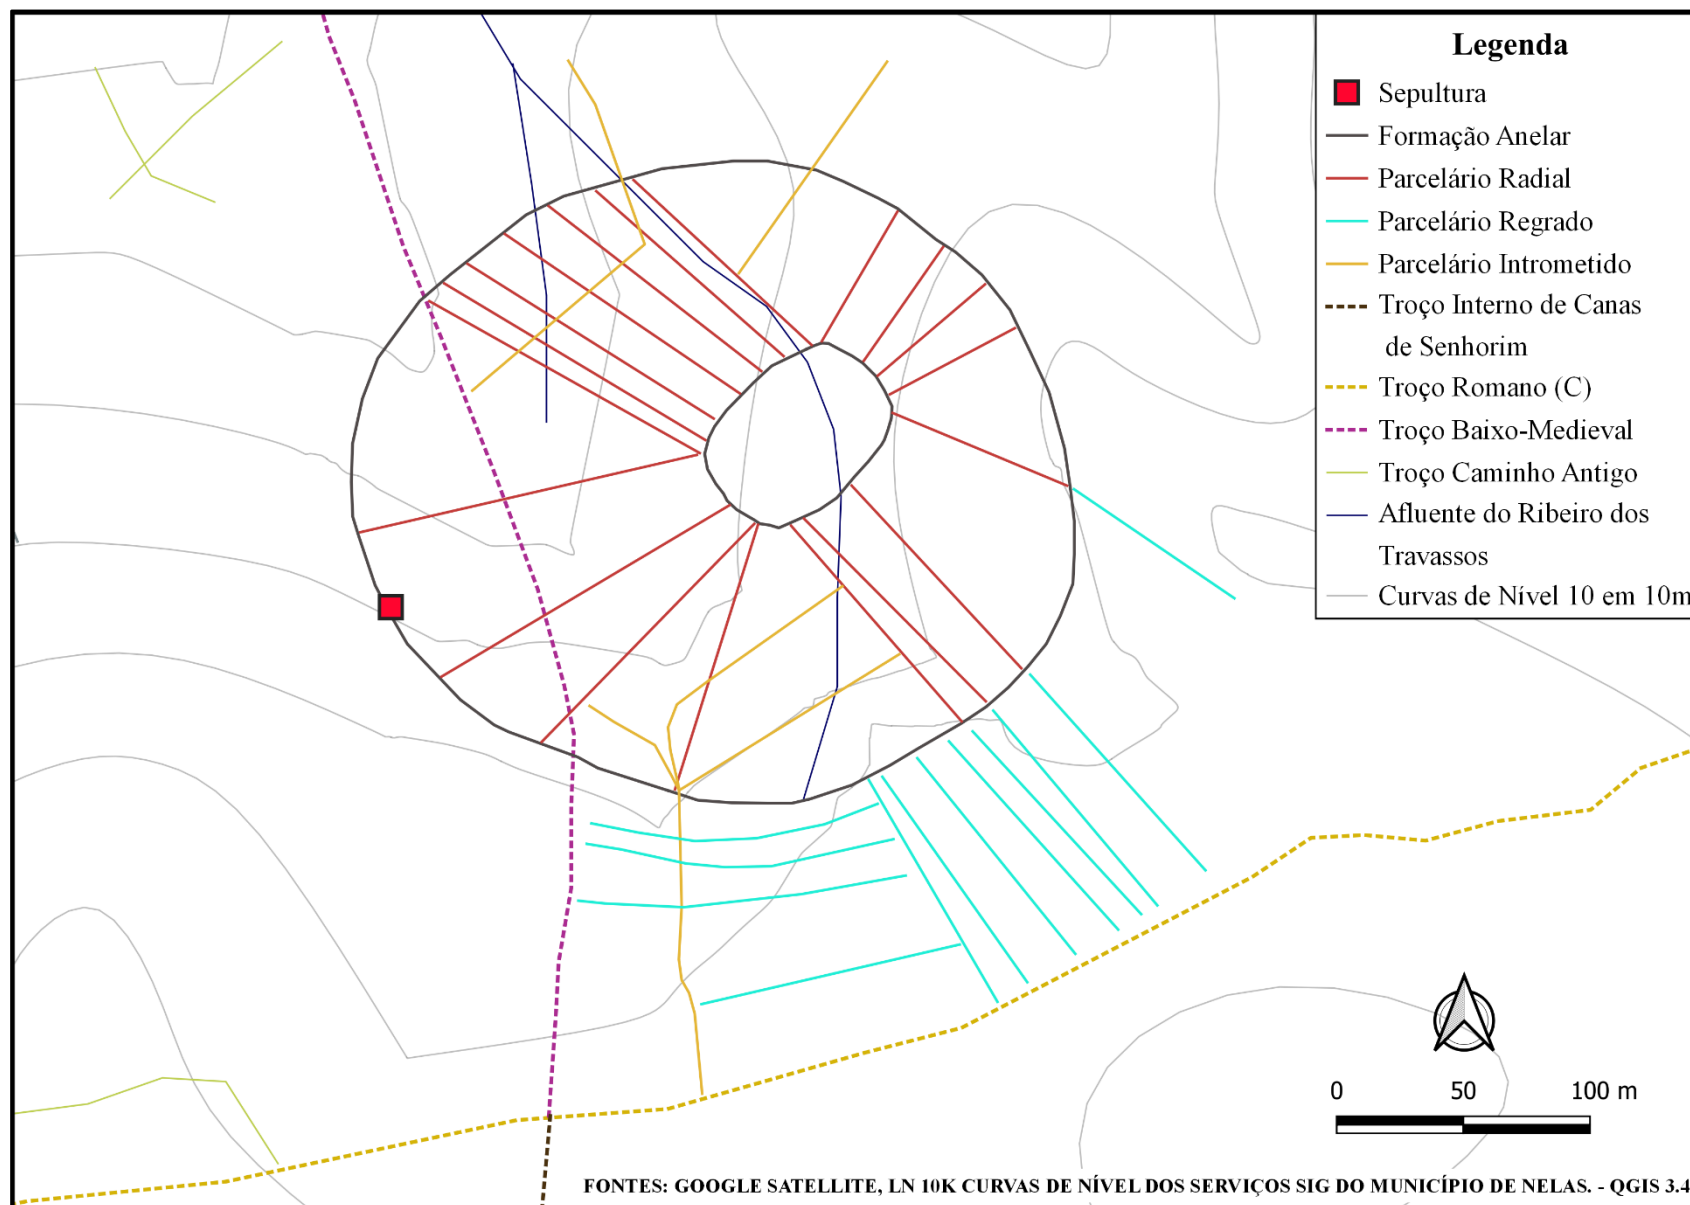 Legenda
Sepultura
Formação Anelar
Parcelário Radial
Parcelário Regrado
Parcelário Intrometido
Troço Interno de Canas
de Senhorim
Troço Romano (C)
Troço Baixo-Medieval
Troço Caminho Antigo
Afluente do Ribeiro dos
Travassos
Curvas de Nível 10 em 10m
0 50 100 m
FONTES: GOOGLE SATELLITE, LN 10K CURVAS DE NÍVEL DOS SERVIÇOS SIG DO MUNICÍPIO DE NELAS. - QGIS 3.4